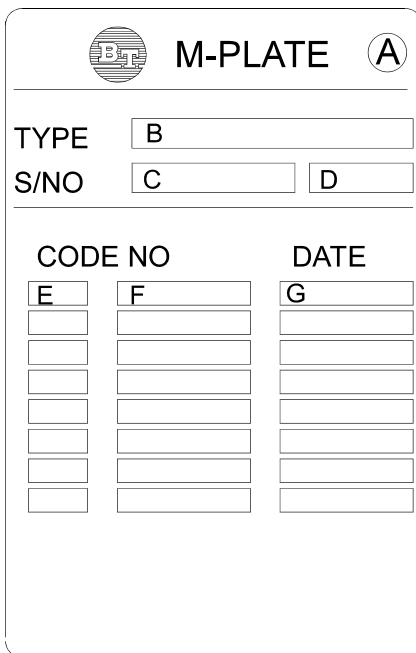 BT M-PLATE A
TYPE B
S/NO C D
CODE NO DATE
E F G